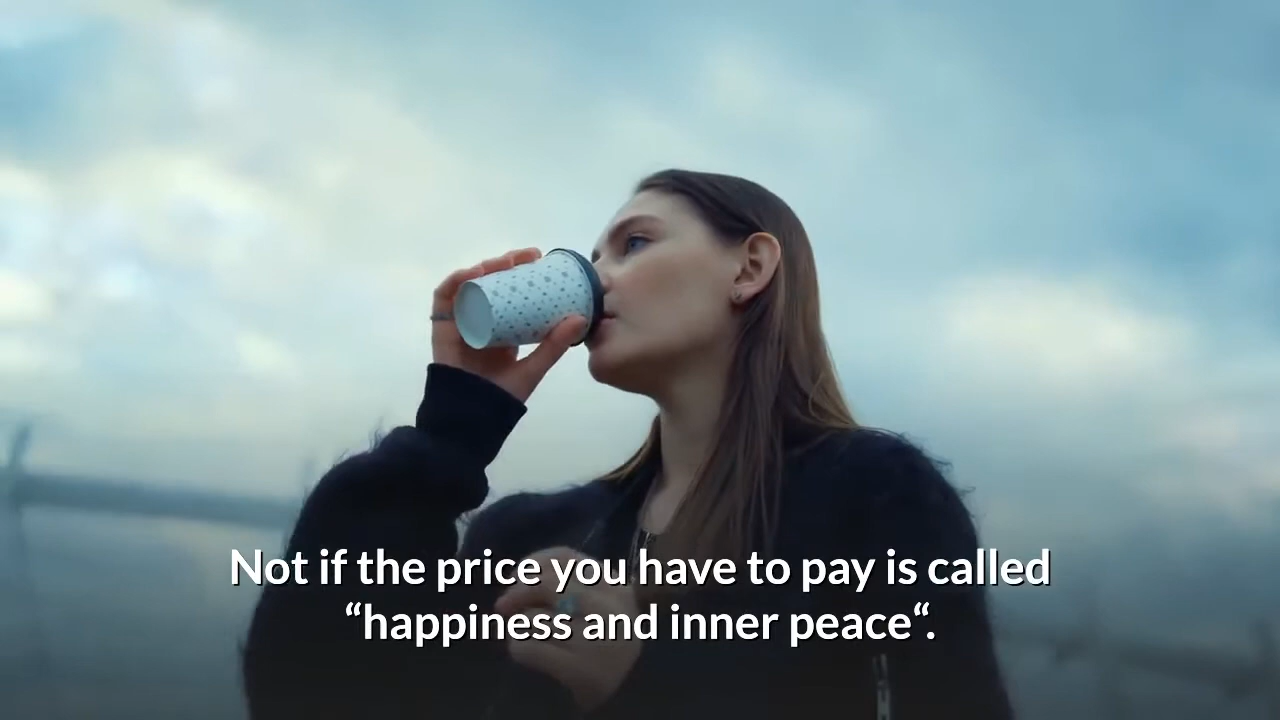 Not if the price you have to pay is called
“happiness and inner peace“.